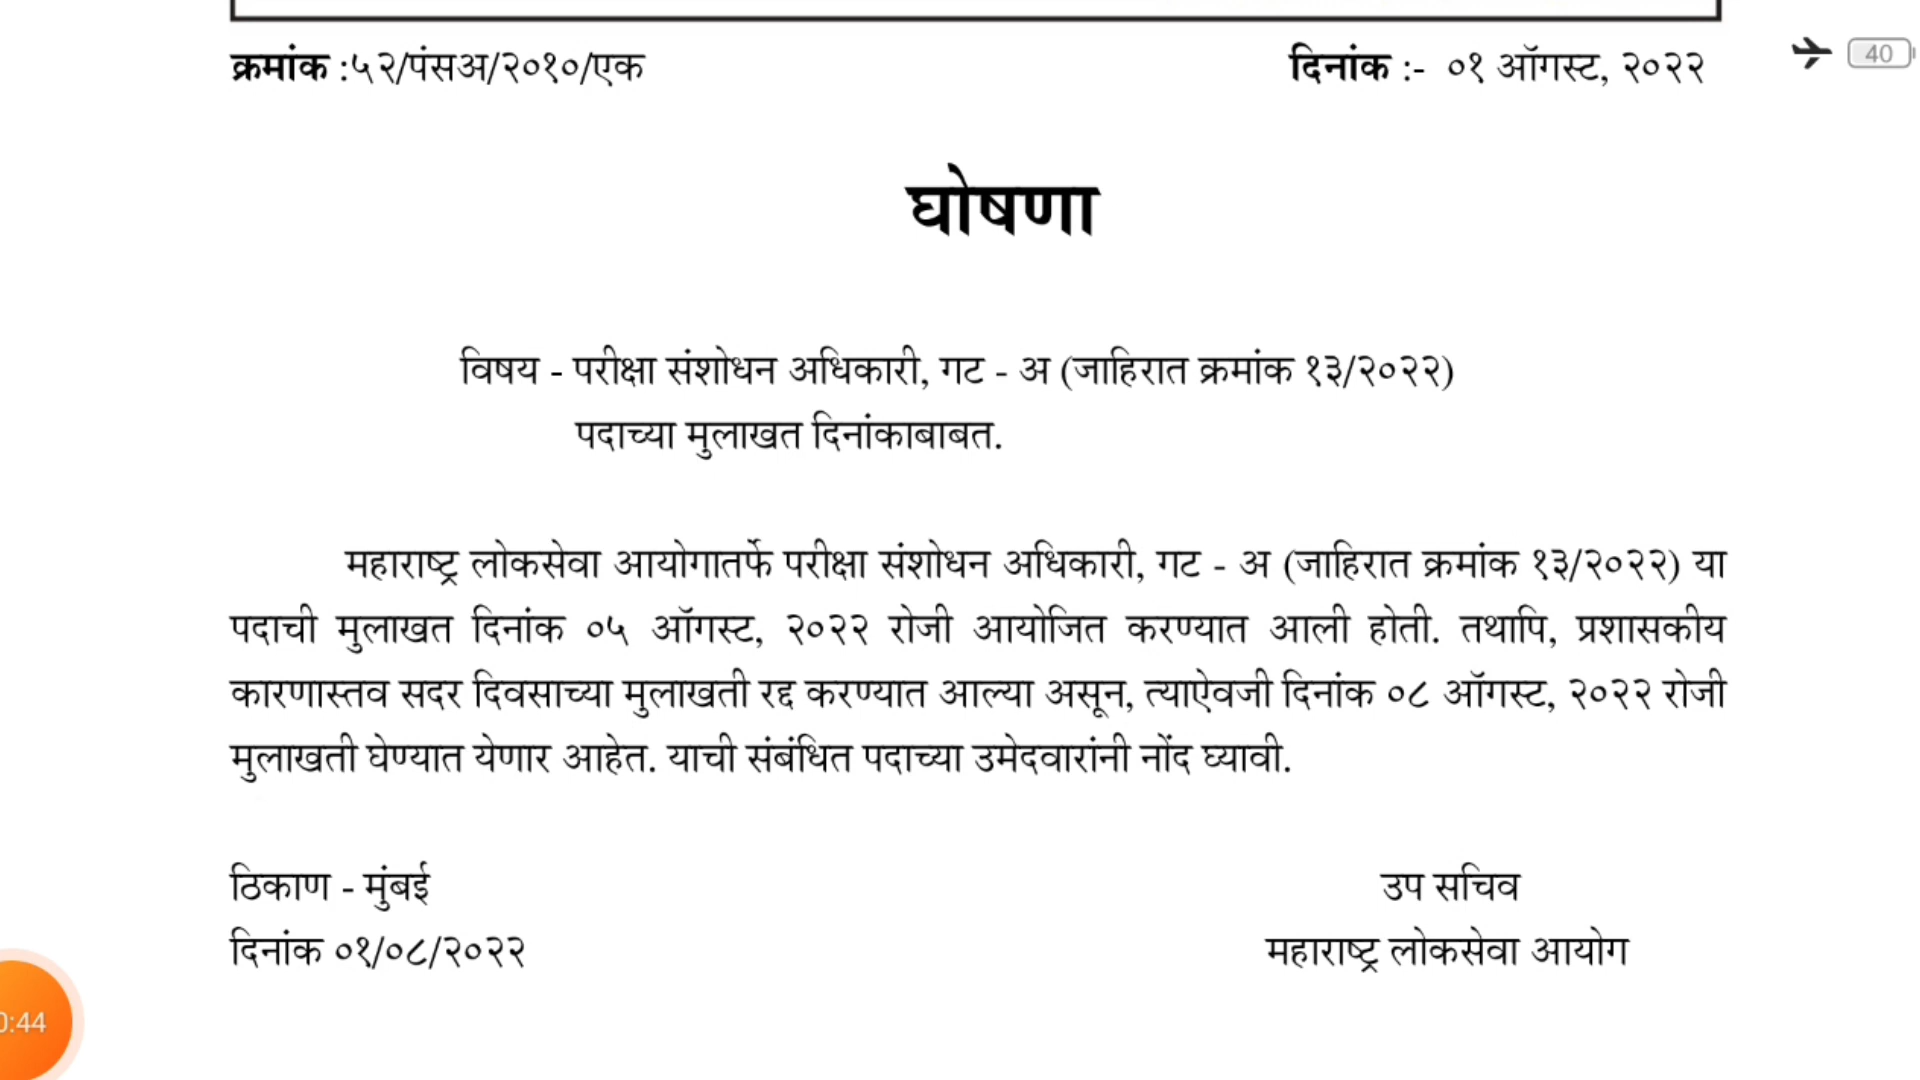 क्रमांक :५२/पंसअ/२०१०/एक दिनांक :- ०१ ऑगस्ट, २०२२
40
घोषणा
विषय - परीक्षा संशोधन अधिकारी, गट - अ (जाहिरात क्रमांक १३/२०२२)
पदाच्या मुलाखत दिनांकाबाबत.
महाराष्ट्र लोकसेवा आयोगातर्फे परीक्षा संशोधन अधिकारी, गट - अ (जाहिरात क्रमांक १३/२०२२) या
पदाची मुलाखत दिनांक ०५ ऑगस्ट, २०२२ रोजी आयोजित करण्यात आली होती. तथापि, प्रशासकीय
कारणास्तव सदर दिवसाच्या मुलाखती रद्द करण्यात आल्या असून, त्याऐवजी दिनांक ०८ ऑगस्ट, २०२२ रोजी
मुलाखती घेण्यात येणार आहेत. याची संबंधित पदाच्या उमेदवारांनी नोंद घ्यावी.
ठिकाण - मुंबई उप सचिव
दिनांक ०१/०८/२०२२ महाराष्ट्र लोकसेवा आयोग
0:44